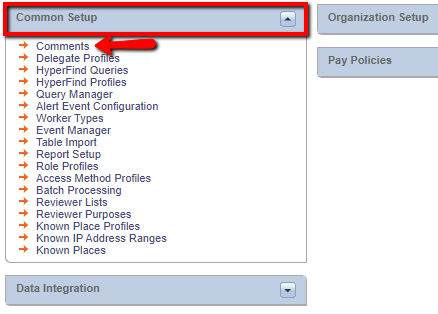 Common Setup
Comments
Delegate Profiles
HyperFind Queries
HyperFind Profiles
Query Manager
Alert Event Configuration
Worker Types
Event Manager
Table Import
Report Setup
Role Profiles
Access Method Profiles
Batch Processing
Reviewer Lists
Reviewer Purposes
Known Place Profiles
Known IP Address Ranges
Known Places
Data Integration
Organization Setup
Pay Policies